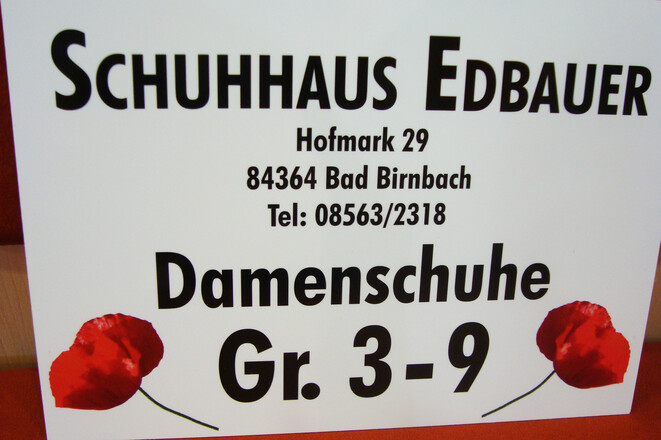 SCHUHHAUS EDBAUER
Hofmark 29
84364 Bad Birnbach
Tel: 08563/2318
Damenschuhe
Gr. 3-9